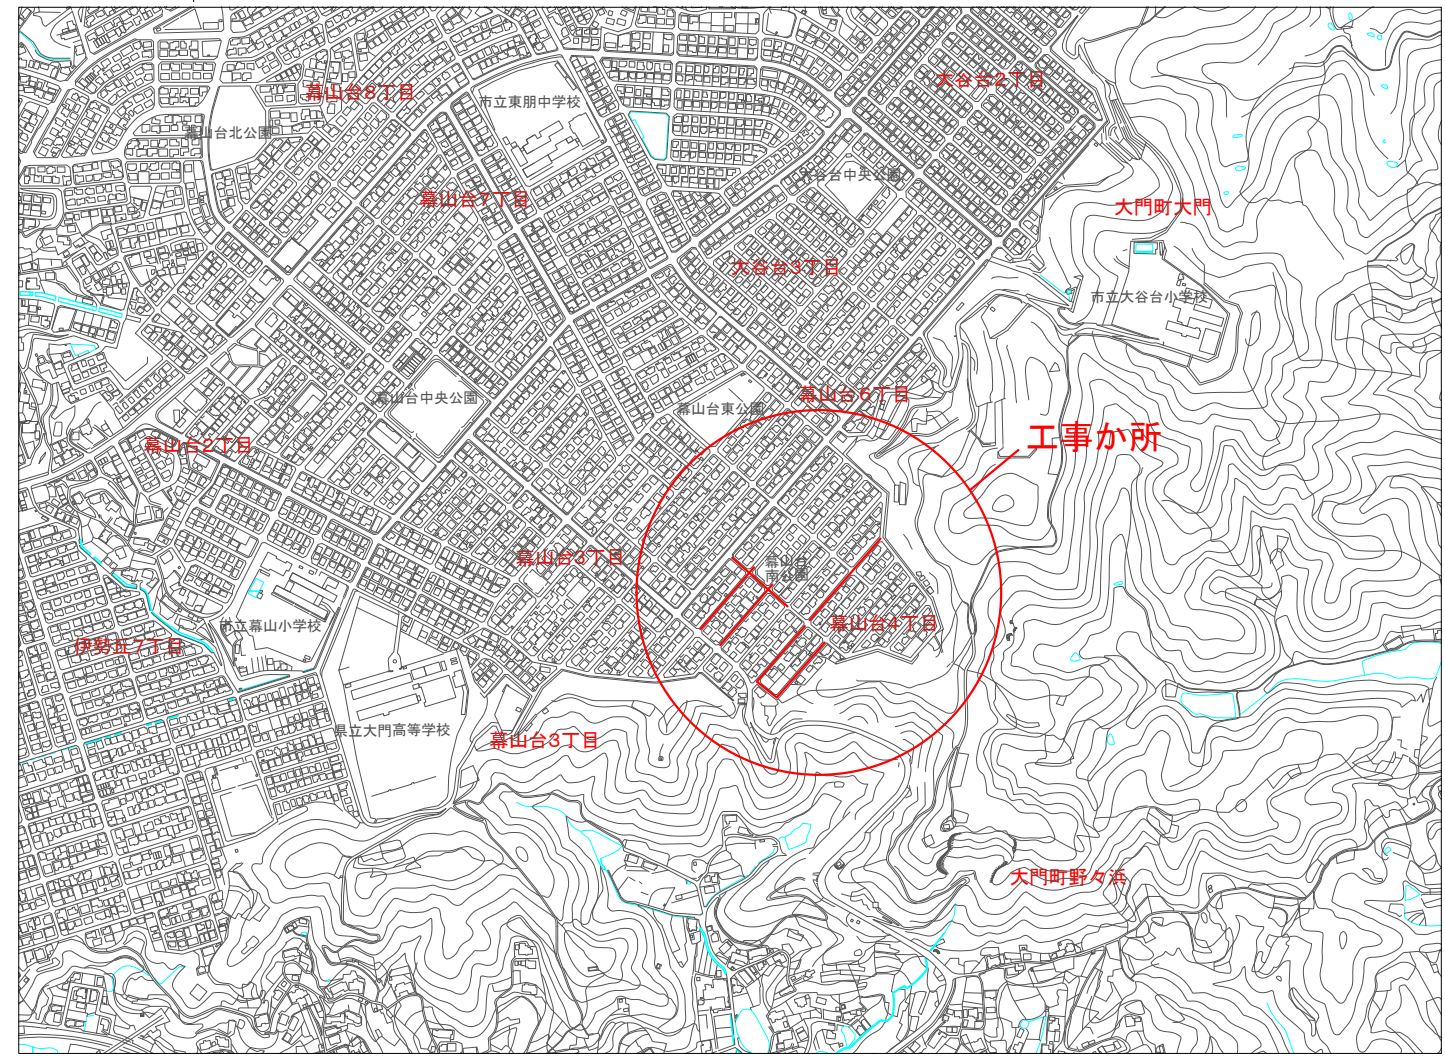 大谷台2丁目
幕山台8丁目
市立東朋中学校
幕山台北公園
大谷台中央公園
幕山台7丁目
大門町大門
大谷台3丁目
市立大谷台小学校
幕山台6丁目
幕山台中央公園
幕山台東公園
工事か所
幕山台2丁目
幕山台3丁目
幕山台
南公園
幕山台4丁目
市立幕山小学校
伊勢丘7丁目
県立大門高等学校
幕山台3丁目
大門町野々浜